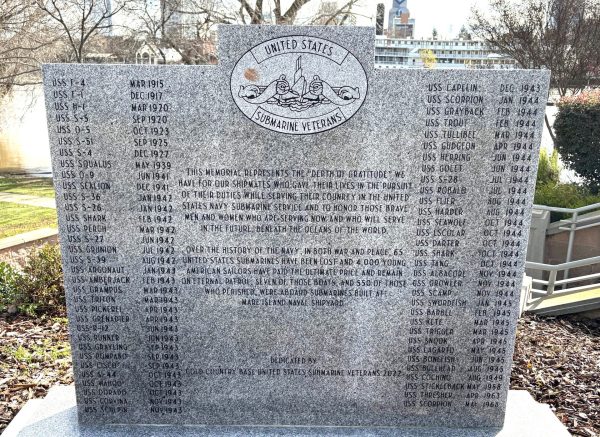 UNITED STATES
SUBMARINE VETERANS
USS F-4 MAR 1915
USS F-1 DEC 1917
USS H-1 MAR 1920
USS S-5 SEP 1920
USS O-5 OCT 1923
USS S-51 SEP 1925
USS S-4 DEC 1927
USS SQUALUS MAY 1939
USS O-9 JUN 1941
USS SEALION DEC 1941
USS S-36 JAN 1942
USS S-26 JAN 1942
USS SHARK FEB 1942
USS PERCH MAR 1942
USS S-27 JUN 1942
USS GRUNION JUL 1942
USS S-39 AUG 1942
USS ARGONAUT JAN 1943
USS AMBERJACK FEB 1943
USS GRAMPUS MAR 1943
USS TRITON MAR 1943
USS PICKEREL APR 1943
USS GRENADIER APR 1943
USS R-12 JUN 1943
USS RUNNER JUN 1943
USS GRAYLING SEP 1943
USS POMPANO SEP 1943
USS CISCO SEP 1943
USS S-44 OCT 1943
USS WAHOO OCT 1943
USS DORADO OCT 1943
USS CORVINA NOV 1943
USS SCULPIN NOV 1943
THIS MEMORIAL REPRESENTS THE "DEPTH OF GRATITUDE" WE
HAVE FOR OUR SHIPMATES WHO GAVE THEIR LIVES IN THE PURSUIT
OF THEIR DUTIES WHILE SERVING THEIR COUNTRY IN THE UNITED
STATES NAVY SUBMARINE SERVICE AND TO HONOR THOSE BRAVE
MEN AND WOMEN WHO ARE SERVING NOW AND WHO WILL SERVE
IN THE FUTURE, BENEATH THE OCEANS OF THE WORLD.
OVER THE HISTORY OF THE NAVY, IN BOTH WAR AND PEACE, 65
UNITED STATES SUBMARINES HAVE BEEN LOST AND 4,000 YOUNG
AMERICAN SAILORS HAVE PAID THE ULTIMATE PRICE AND REMAIN
ON ETERNAL PATROL. SEVEN OF THOSE BOATS, AND 550 OF THOSE
WHO PERISHED, WERE ABOARD SUBMARINES BUILT AT
MARE ISLAND NAVAL SHIPYARD.
DEDICATED BY
GOLD COUNTRY BASE UNITED STATES SUBMARINE VETERANS 2022
USS CAPELIN DEC 1943
USS SCORPION JAN 1944
USS GRAYBACK FEB 1944
USS TROUT FEB 1944
USS TULLIBEE MAR 1944
USS GUDGEON APR 1944
USS HERRING JUN 1944
USS GOLET JUN 1944
USS S-28 JUL 1944
USS ROBALO JUL 1944
USS FLIER AUG 1944
USS HARDER AUG 1944
USS SEAWOLF OCT 1944
USS ESCOLAR OCT 1944
USS DARTER OCT 1944
USS SHARK OCT 1944
USS TANG OCT 1944
USS ALBACORE NOV 1944
USS GROWLER NOV 1944
USS SCAMP NOV 1944
USS SWORDFISH JAN 1945
USS BARBEL FEB 1945
USS KETE MAR 1945
USS TRIGGER MAR 1945
USS SNOOK APR 1945
USS LAGARTO MAY 1945
USS BONEFISH JUN 1945
USS BULLHEAD AUG 1945
USS COCHINO AUG 1949
USS STICKLEBACK MAY 1958
USS THRESHER APR 1963
USS SCORPION MAY 1968